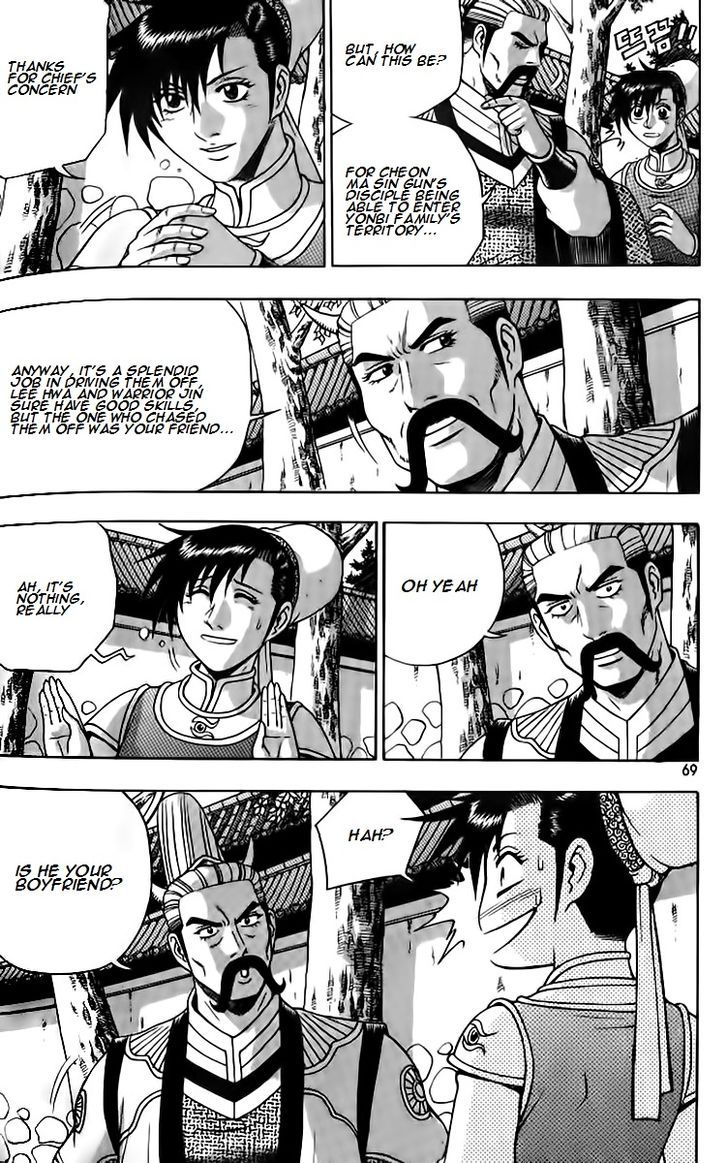 THANKS
FOR CHIEF'S
CONCERN
BUT, HOW
CAN THIS BE?
뜨끔!!
FOR CHEON
MA SIN GUN'S
DISCIPLE BEING
ABLE TO ENTER
YONBI FAMILY'S
TERRITORY...
ANYWAY, IT'S A SPLENDID
JOB IN DRIVING THEM OFF,
LEE HWA AND WARRIOR JIN
SURE HAVE GOOD SKILLS,
BUT THE ONE WHO CHASED
THEM OFF WAS YOUR FRIEND...
AH, IT'S
NOTHING,
REALLY
OH YEAH
69
IS HE YOUR
BOYFRIEND?
HAH?